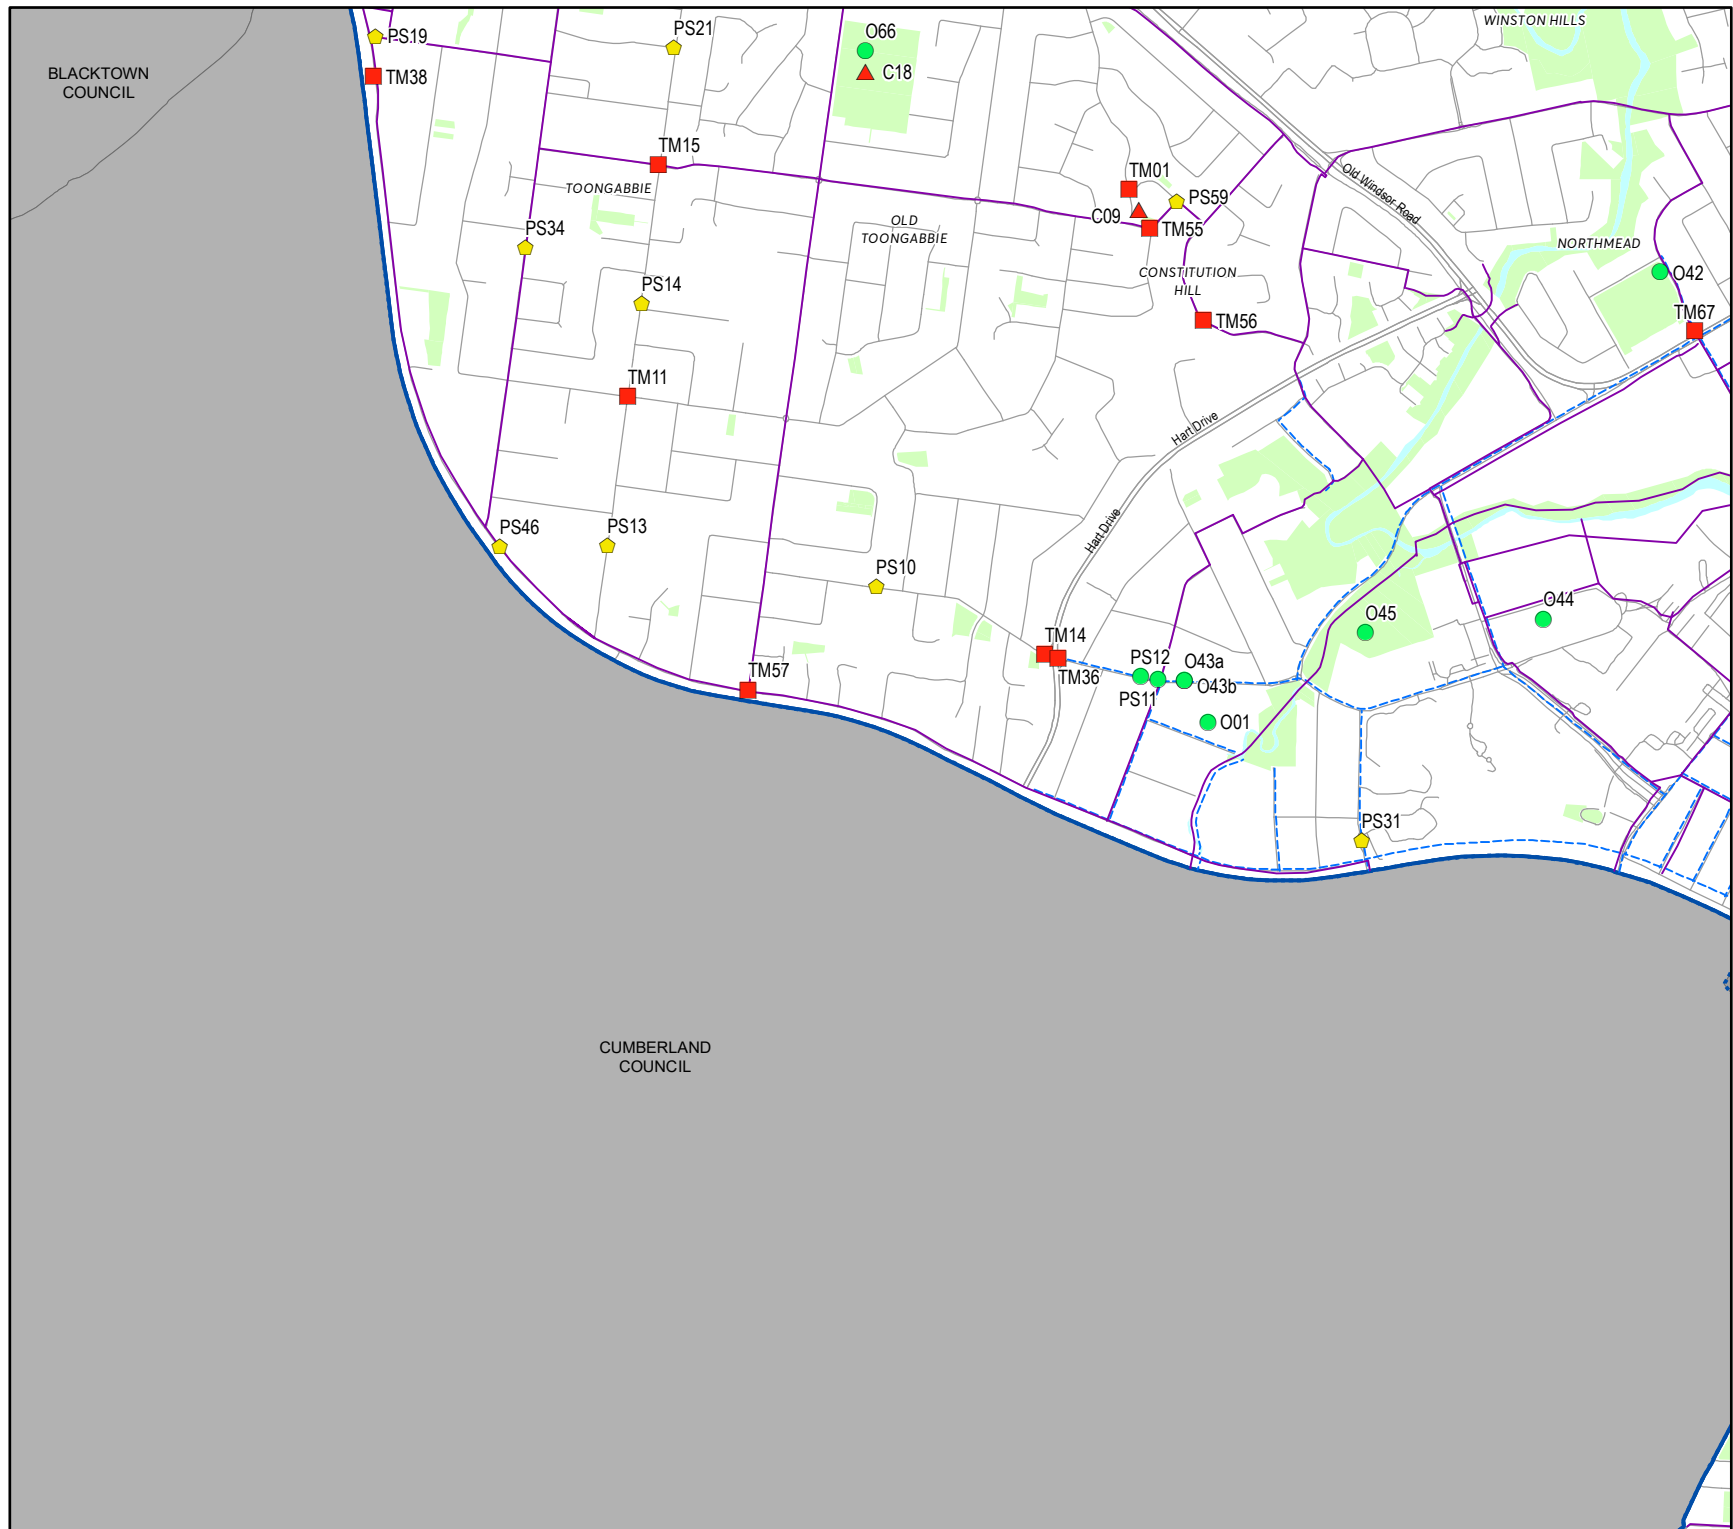 WINSTON HILLS
PS21
O66
PS19
BLACKTOWN
COUNCIL
TM38
C18
TM15
TM01
Old Windsor Road
TOONGABBIE
PS59
C09
OLD
TOONGABBIE
TM55
PS34
NORTHMEAD
CONSTITUTION
HILL
O42
PS14
TM67
TM56
TM11
Hart Drive
PS46
PS13
Hart Drive
PS10
O44
O45
TM14
TM36
PS12
O43a
O43b
PS11
TM57
O01
PS31
CUMBERLAND
COUNCIL